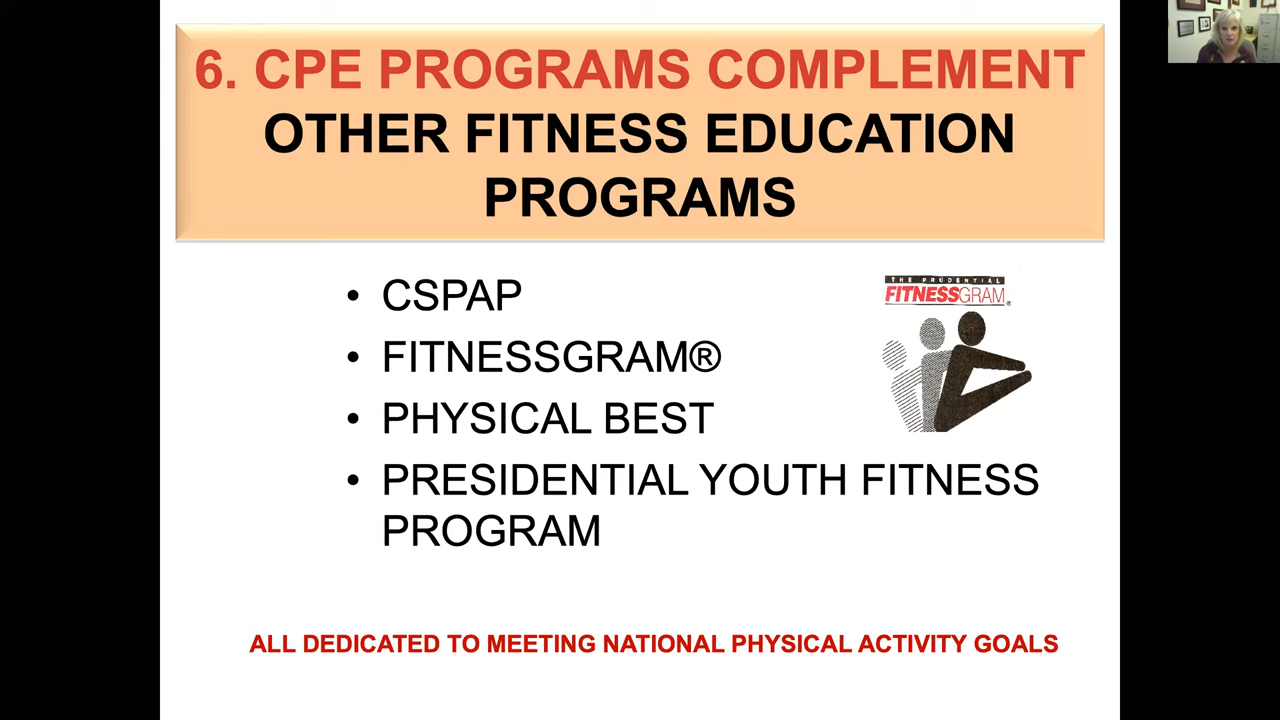 6. CPE PROGRAMS COMPLEMENT
OTHER FITNESS EDUCATION
PROGRAMS
• CSPAP
• FITNESSGRAM®
• PHYSICAL BEST
• PRESIDENTIAL YOUTH FITNESS
PROGRAM
THE PRUDENTIAL
FITNESSGRAM®
ALL DEDICATED TO MEETING NATIONAL PHYSICAL ACTIVITY GOALS